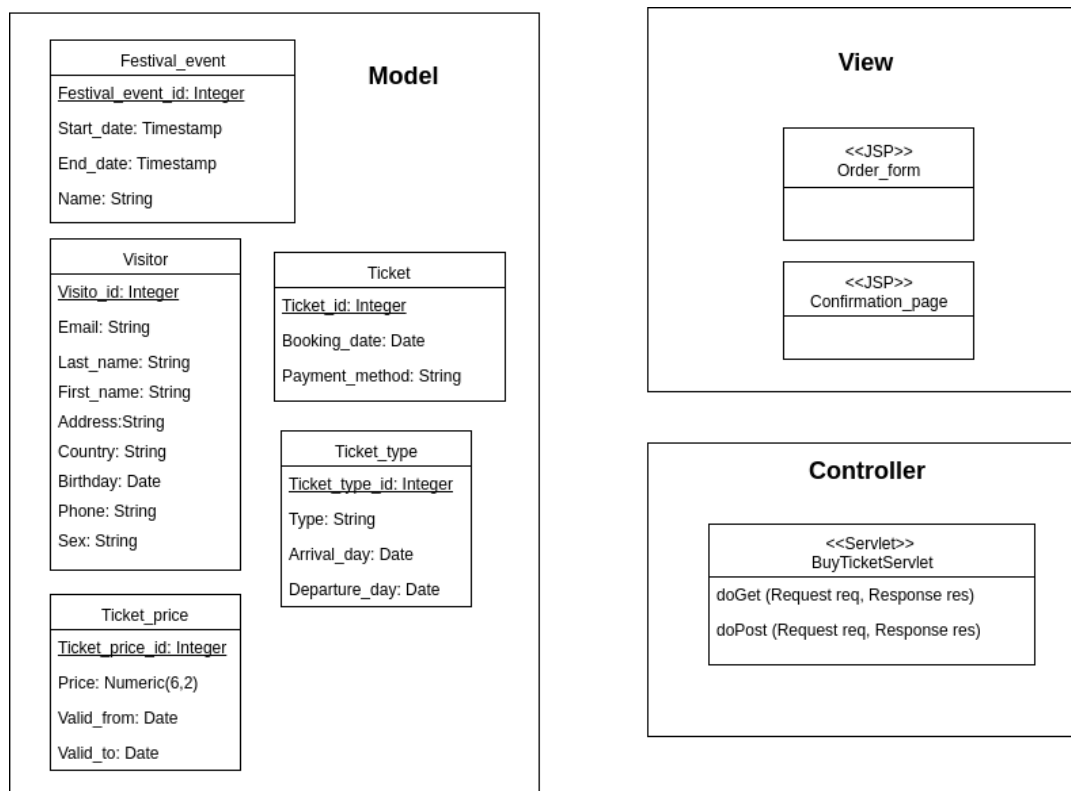 Model
Festival_event
Festival_event_id: Integer
Start_date: Timestamp
End_date: Timestamp
Name: String
Visitor
Visito_id: Integer
Email: String
Last_name: String
First_name: String
Address:String
Country: String
Birthday: Date
Phone: String
Sex: String
Ticket
Ticket_id: Integer
Booking_date: Date
Payment_method: String
Ticket_type
Ticket_type_id: Integer
Type: String
Arrival_day: Date
Departure_day: Date
Ticket_price
Ticket_price_id: Integer
Price: Numeric(6,2)
Valid_from: Date
Valid_to: Date
View
<<JSP>>
Order_form
<<JSP>>
Confirmation_page
Controller
<<Servlet>>
BuyTicketServlet
doGet (Request req, Response res)
doPost (Request req, Response res)